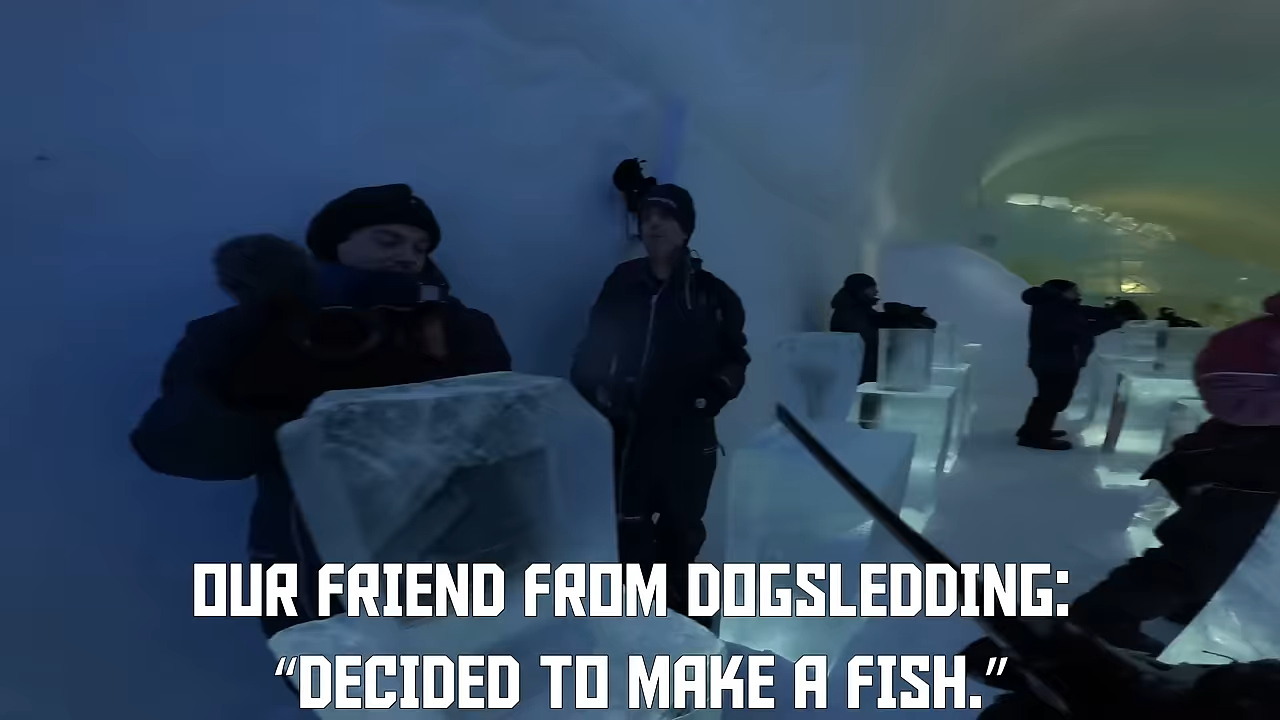 OUR FRIEND FROM DOGSLEDDING:
“DECIDED TO MAKE A FISH.”